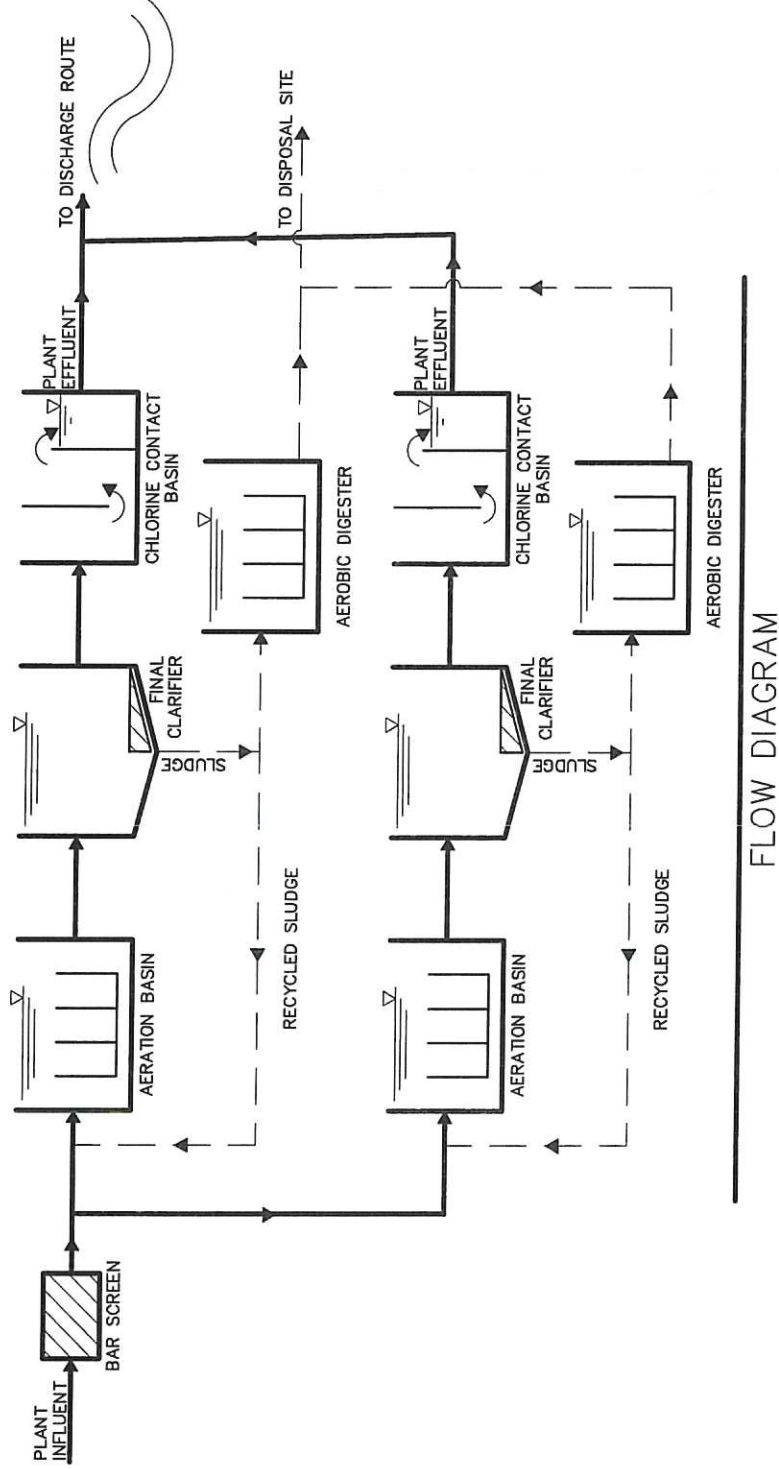 PLANT
INFLUENT
BAR SCREEN
AERATION BASIN
RECYCLED SLUDGE
SLUDGE
FINAL
CLARIFIER
CHLORINE CONTACT
BASIN
PLANT
EFFLUENT
AEROBIC DIGESTER
TO DISCHARGE ROUTE
TO DISPOSAL SITE
AERATION BASIN
RECYCLED SLUDGE
SLUDGE
FINAL
CLARIFIER
CHLORINE CONTACT
BASIN
PLANT
EFFLUENT
AEROBIC DIGESTER
FLOW DIAGRAM